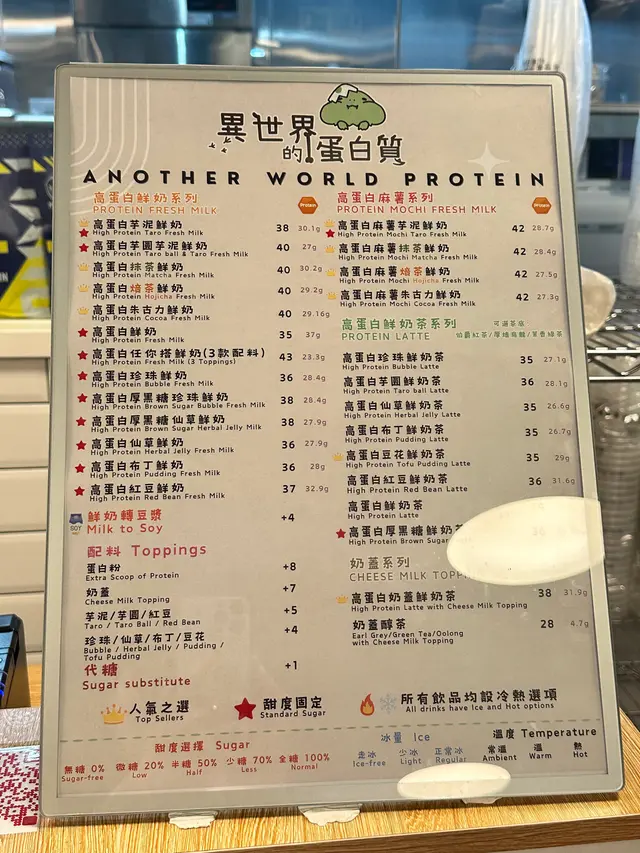 異世界
的蛋白質
ANOTHER WORLD PROTEIN
高蛋白鮮奶系列
PROTEIN FRESH MILK
Protein
高蛋白芋泥鮮奶 38 30.1g
High Protein Taro Fresh Milk
高蛋白芋圓芋泥鮮奶 40 27g
High Protein Taro ball & Taro Fresh Milk
高蛋白抹茶鮮奶 40 30.2g
High Protein Matcha Fresh Milk
高蛋白焙茶鮮奶 40 29.2g
High Protein Hojicha Fresh Milk
高蛋白朱古力鮮奶 40 29.16g
High Protein Cocoa Fresh Milk
高蛋白鮮奶 35 37g
High Protein Fresh Milk
高蛋白任你搭鮮奶(3款配料) 43 23.3g
High Protein Fresh Milk (3 Toppings)
高蛋白珍珠鮮奶 36 28.4g
High Protein Bubble Fresh Milk
高蛋白厚黑糖珍珠鮮奶 38 28.4g
High Protein Brown Sugar Bubble Fresh Milk
高蛋白厚黑糖仙草鮮奶 38 27.9g
High Protein Brown Sugar Herbal Jelly Milk
高蛋白仙草鮮奶 36 27.9g
High Protein Herbal Jelly Fresh Milk
高蛋白布丁鮮奶 36 28g
High Protein Pudding Fresh Milk
高蛋白紅豆鮮奶 37 32.9g
High Protein Red Bean Fresh Milk
SOY
鮮奶轉豆漿 +4
Milk to Soy
配料 Toppings
蛋白粉 +8
Extra Scoop of Protein
奶蓋 +7
Cheese Milk Topping
芋泥/芋圓/紅豆 +5
Taro / Taro Ball / Red Bean
珍珠/仙草/布丁/豆花 +4
Bubble / Herbal Jelly / Pudding /
Tofu Pudding
代糖 +1
Sugar substitute
高蛋白麻薯系列
PROTEIN MOCHI FRESH MILK
Protein
高蛋白麻薯芋泥鮮奶 42 28.7g
High Protein Mochi Taro Fresh Milk
高蛋白麻薯抹茶鮮奶 42 28.4g
High Protein Mochi Matcha Fresh Milk
高蛋白麻薯焙茶鮮奶 42 27.5g
High Protein Mochi Hojicha Fresh Milk
高蛋白麻薯朱古力鮮奶 42 27.3g
High Protein Mochi Cocoa Fresh Milk
高蛋白鮮奶茶系列 可選茶底
PROTEIN LATTE 伯爵紅茶/厚培烏龍/茉香綠茶
高蛋白珍珠鮮奶茶 35 27.1g
High Protein Bubble Latte
高蛋白芋圓鮮奶茶 36 28.1g
High Protein Taro ball Latte
高蛋白仙草鮮奶茶 35 26.6g
High Protein Herbal Jelly Latte
高蛋白布丁鮮奶茶 35 26.7g
High Protein Pudding Latte
高蛋白豆花鮮奶茶 35 29g
High Protein Tofu Pudding Latte
高蛋白紅豆鮮奶茶 36 31.6g
High Protein Red Bean Latte
高蛋白鮮奶茶
High Protein Latte
高蛋白厚黑糖鮮奶茶 36
High Protein Brown Sugar
奶蓋系列
CHEESE MILK TOPPING
高蛋白奶蓋鮮奶茶 38 31.9g
High Protein Latte with Cheese Milk Topping
奶蓋醇茶 28 4.7g
Earl Grey/Green Tea/Oolong
with Cheese Milk Topping
人氣之選
Top Sellers
甜度固定
Standard Sugar
所有飲品均設冷熱選項
All drinks have Ice and Hot options
甜度選擇 Sugar
無糖 0% 微糖 20% 半糖 50% 少糖 70% 全糖 100%
Sugar-free Low Half Less Normal
冰量 Ice
走冰 少冰 正常冰
Ice-free Light Regular
溫度 Temperature
常溫 溫 熱
Ambient Warm Hot